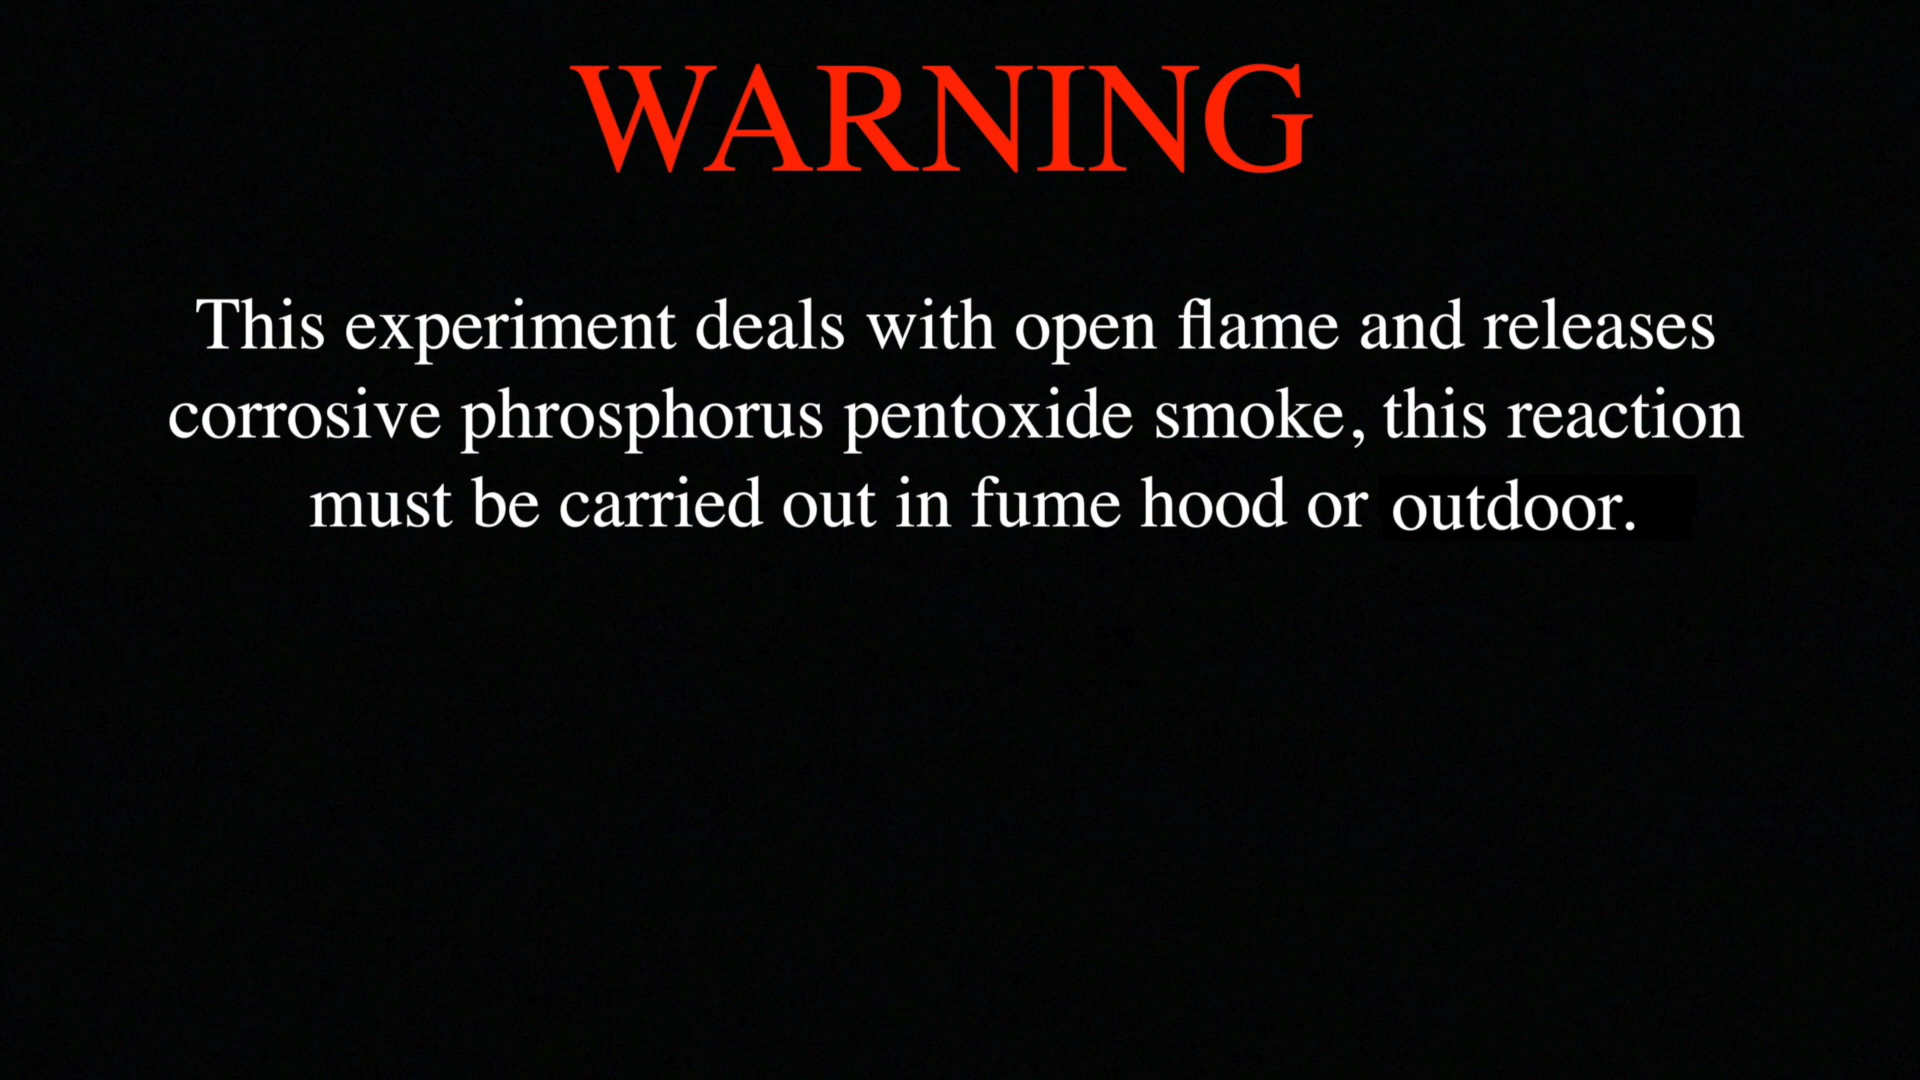 WARNING
This experiment deals with open flame and releases
corrosive phrosphorus pentoxide smoke, this reaction
must be carried out in fume hood or outdoor.